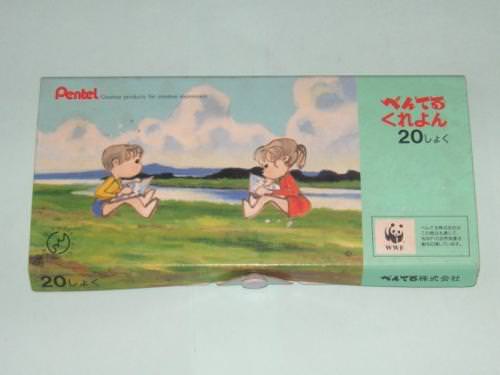 Pentel
Creative products for creative expression
ぺんてる
くれよん
20しょく
WWF
20しょく
ぺんてる株式会社